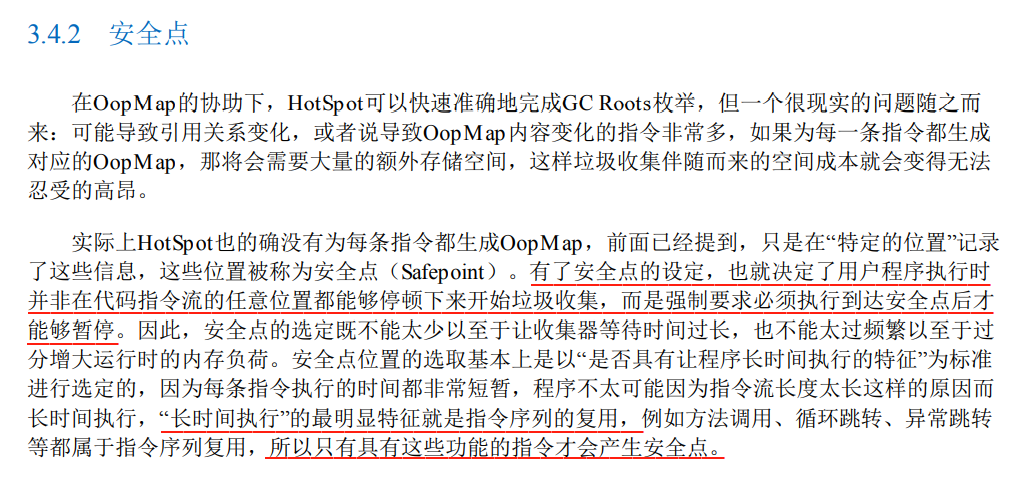 3.4.2 安全点
在OopMap的协助下，HotSpot可以快速准确地完成GC Roots枚举，但一个很现实的问题随之而
来：可能导致引用关系变化，或者说导致OopMap内容变化的指令非常多，如果为每一条指令都生成
对应的OopMap，那将会需要大量的额外存储空间，这样垃圾收集伴随而来的空间成本就会变得无法
忍受的高昂。
实际上HotSpot也的确没有为每条指令都生成OopMap，前面已经提到，只是在“特定的位置”记录
了这些信息，这些位置被称为安全点（Safepoint）。有了安全点的设定，也就决定了用户程序执行时
并非在代码指令流的任意位置都能够停顿下来开始垃圾收集，而是强制要求必须执行到达安全点后才
能够暂停。因此，安全点的选定既不能太少以至于让收集器等待时间过长，也不能太过频繁以至于过
分增大运行时的内存负荷。安全点位置的选取基本上是以“是否具有让程序长时间执行的特征”为标准
进行选定的，因为每条指令执行的时间都非常短暂，程序不太可能因为指令流长度太长这样的原因而
长时间执行，“长时间执行”的最明显特征就是指令序列的复用，例如方法调用、循环跳转、异常跳转
等都属于指令序列复用，所以只有具有这些功能的指令才会产生安全点。